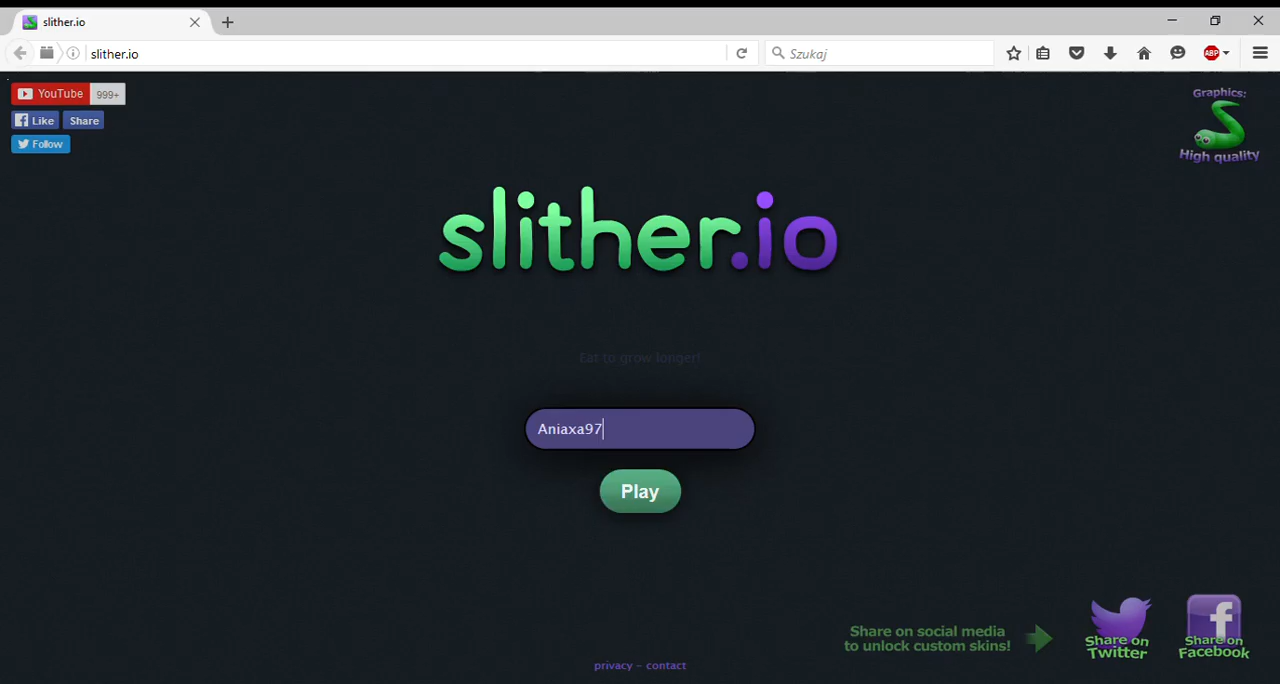 slither.io
slither.io
Szukaj
ABP
YouTube 999+
Like Share
Follow
Graphics:
High quality
slither.io
Eat to grow longer!
Aniaxa97
Play
Share on social media
to unlock custom skins!
Share on
Twitter
Share on
Facebook
privacy - contact